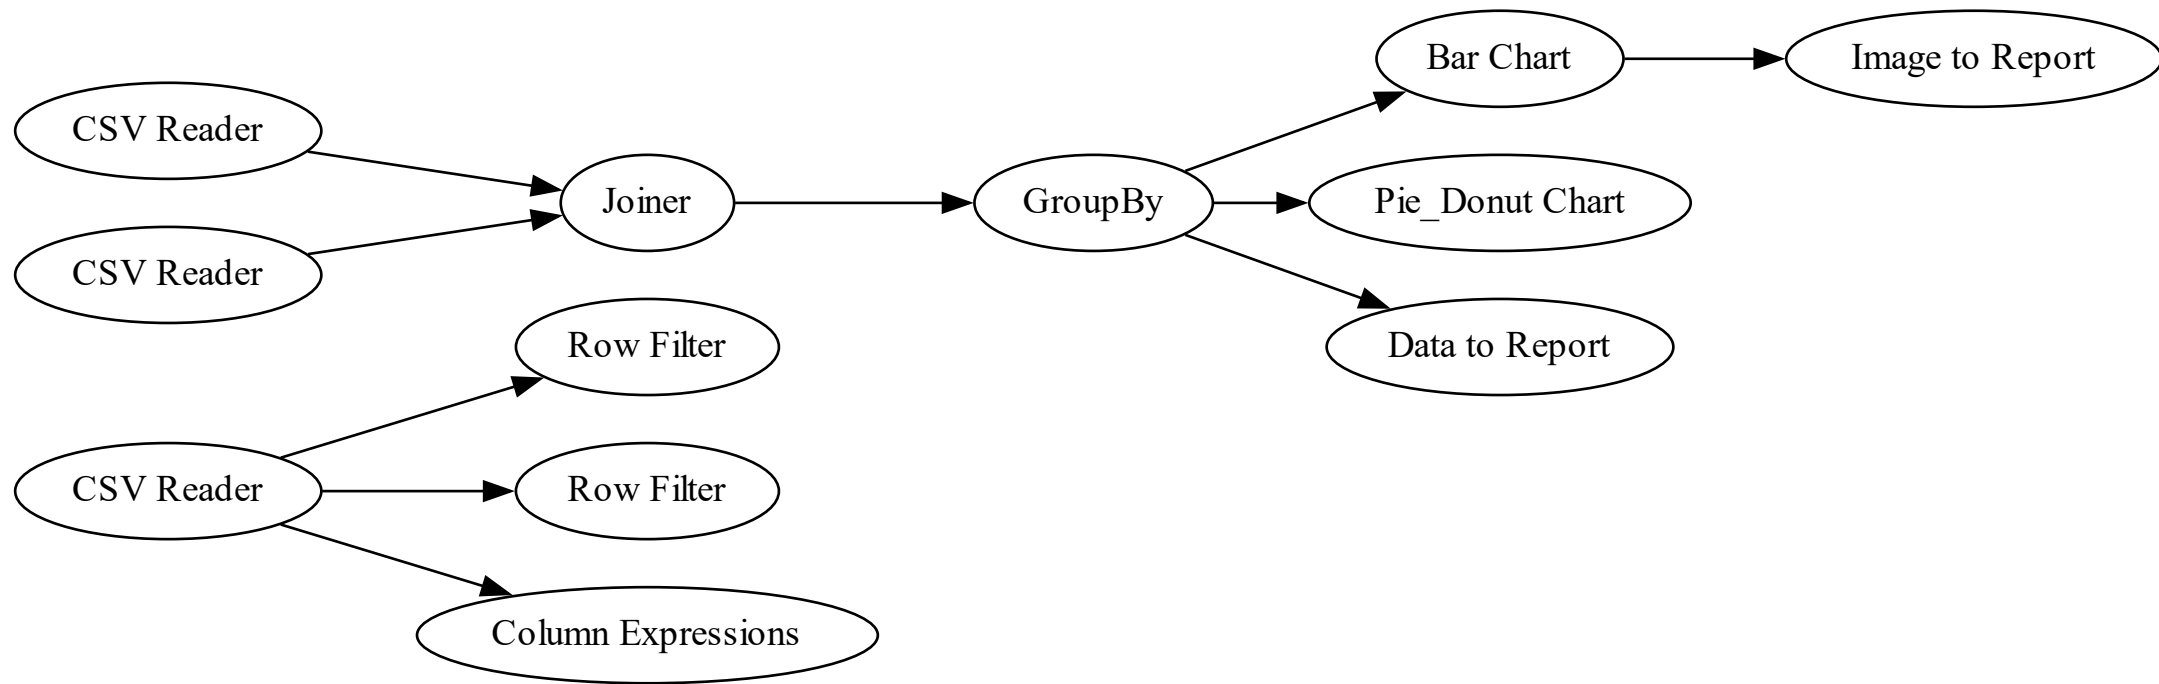 CSV Reader
CSV Reader
CSV Reader
Joiner
Row Filter
Row Filter
Column Expressions
GroupBy
Bar Chart
Pie_Donut Chart
Data to Report
Image to Report